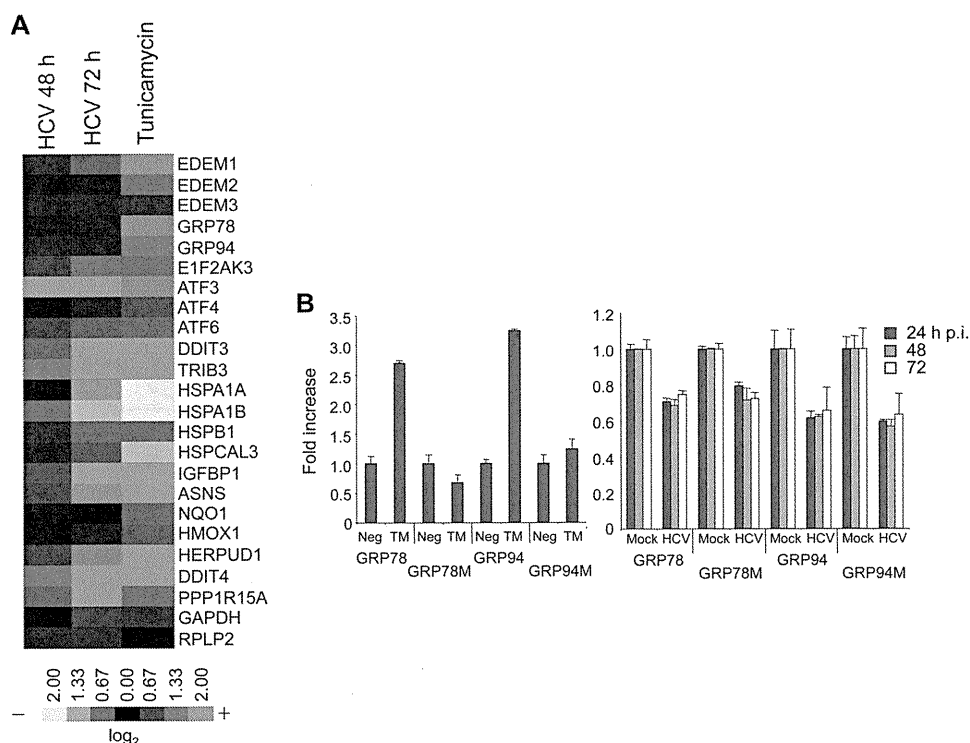 A
HCV 48 h
HCV 72 h
Tunicamycin
EDEM1
EDEM2
EDEM3
GRP78
GRP94
E1F2AK3
ATF3
ATF4
ATF6
DDIT3
TRIB3
HSPA1A
HSPA1B
HSPB1
HSPCAL3
IGFBP1
ASNS
NQO1
HMOX1
HERPUD1
DDIT4
PPP1R15A
GAPDH
RPLP2
2.00 1.33 0.67 0.00 0.67 1.33 2.00
− +
log2
B
Fold increase
3.5
3.0
2.5
2.0
1.5
1.0
0.5
0
Neg TM Neg TM Neg TM Neg TM
GRP78 GRP78M GRP94 GRP94M
1.2
1.0
0.8
0.6
0.4
0.2
0
Mock HCV Mock HCV Mock HCV Mock HCV
GRP78 GRP78M GRP94 GRP94M
24 h p.i.
48
72